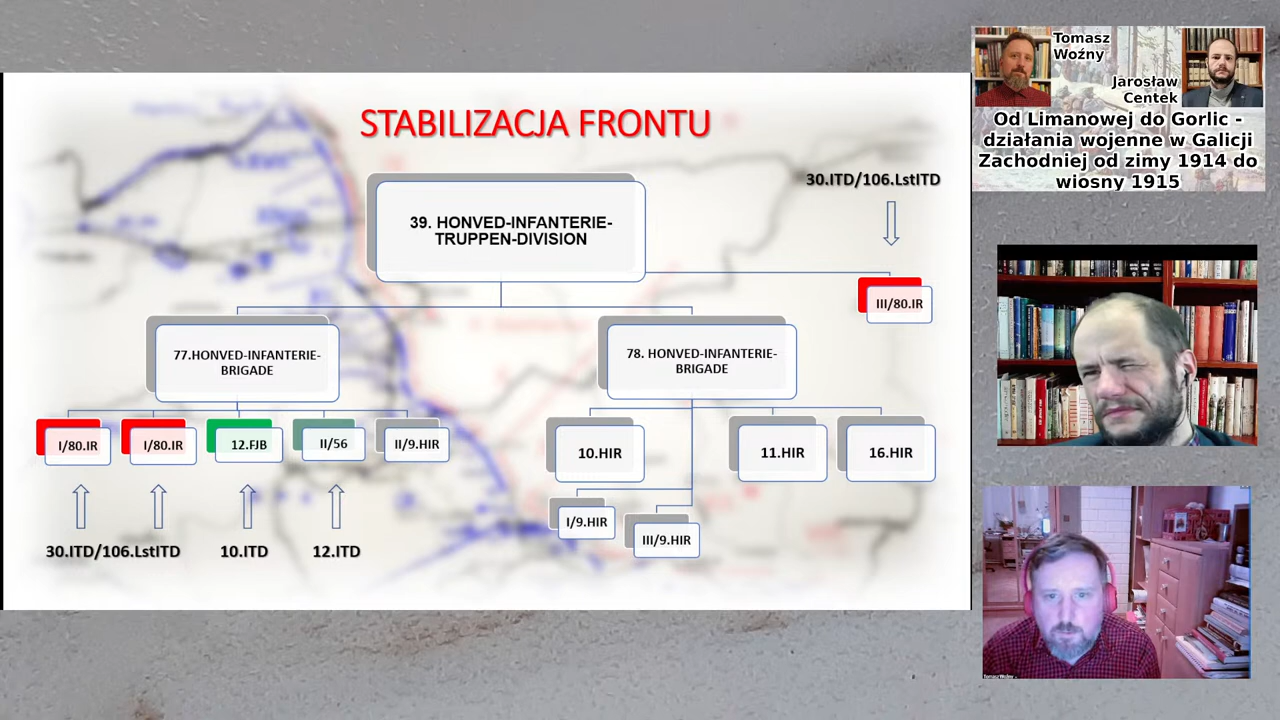 STABILIZACJA FRONTU
30.ITD/106.LstITD
39. HONVED-INFANTERIE-
TRUPPEN-DIVISION
III/80.IR
77.HONVED-INFANTERIE-
BRIGADE
78. HONVED-INFANTERIE-
BRIGADE
I/80.IR
I/80.IR
12.FJB
II/56
II/9.HIR
10.HIR
11.HIR
16.HIR
I/9.HIR
III/9.HIR
30.ITD/106.LstITD
10.ITD
12.ITD
Tomasz
Woźny
Jarosław
Centek
Od Limanowej do Gorlic -
działania wojenne w Galicji
Zachodniej od zimy 1914 do
wiosny 1915
Tomasz Woźny